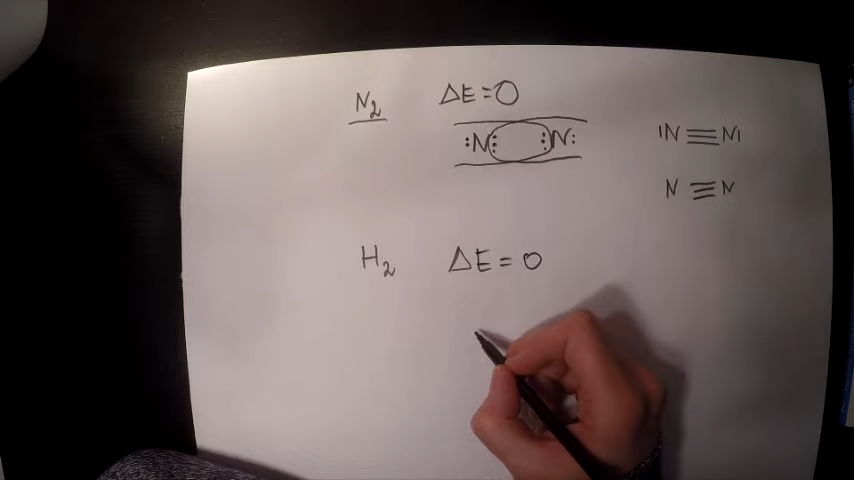 N₂ ΔE=0
:N⋮ ⋮N: |N≡N|
N≡N
H₂ ΔE=0